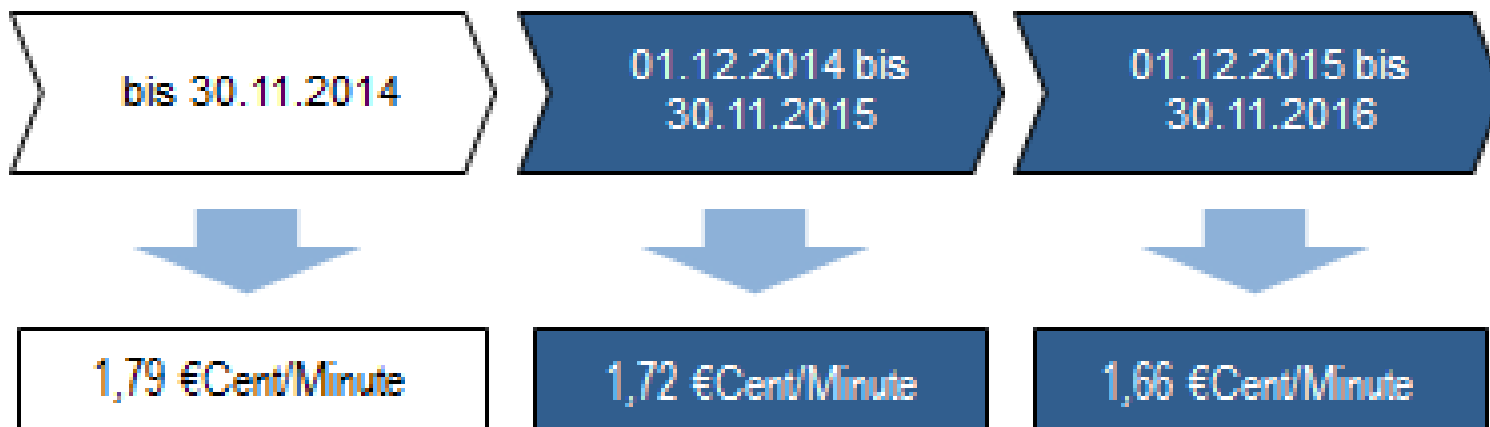 bis 30.11.2014
01.12.2014 bis
30.11.2015
01.12.2015 bis
30.11.2016
1,79 €Cent/Minute
1,72 €Cent/Minute
1,66 €Cent/Minute